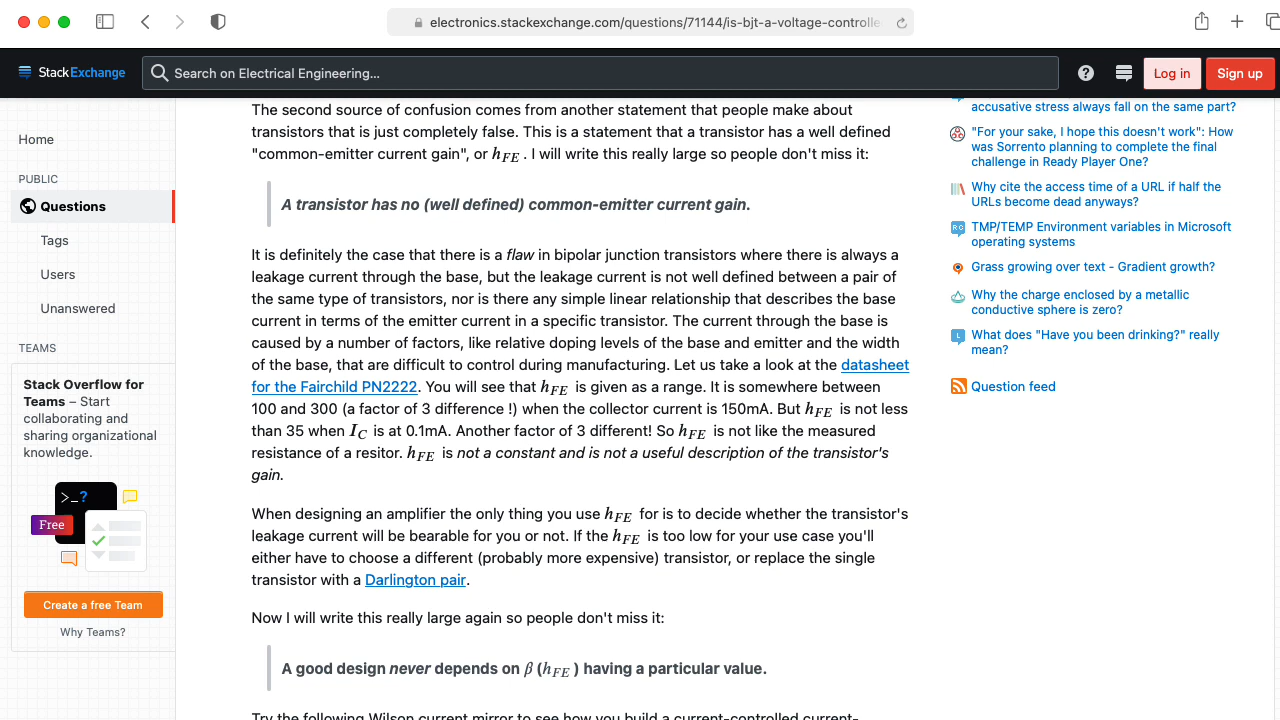 electronics.stackexchange.com/questions/71144/is-bjt-a-voltage-controlle
StackExchange
Search on Electrical Engineering…
Log in
Sign up
Home
PUBLIC
Questions
Tags
Users
Unanswered
TEAMS
Stack Overflow for
Teams – Start
collaborating and
sharing organizational
knowledge.
>_?
Free
Create a free Team
Why Teams?
The second source of confusion comes from another statement that people make about
transistors that is just completely false. This is a statement that a transistor has a well defined
"common-emitter current gain", or hFE . I will write this really large so people don't miss it:
A transistor has no (well defined) common-emitter current gain.
It is definitely the case that there is a flaw in bipolar junction transistors where there is always a
leakage current through the base, but the leakage current is not well defined between a pair of
the same type of transistors, nor is there any simple linear relationship that describes the base
current in terms of the emitter current in a specific transistor. The current through the base is
caused by a number of factors, like relative doping levels of the base and emitter and the width
of the base, that are difficult to control during manufacturing. Let us take a look at the datasheet
for the Fairchild PN2222. You will see that hFE is given as a range. It is somewhere between
100 and 300 (a factor of 3 difference !) when the collector current is 150mA. But hFE is not less
than 35 when IC is at 0.1mA. Another factor of 3 different! So hFE is not like the measured
resistance of a resitor. hFE is not a constant and is not a useful description of the transistor's
gain.
When designing an amplifier the only thing you use hFE for is to decide whether the transistor's
leakage current will be bearable for you or not. If the hFE is too low for your use case you'll
either have to choose a different (probably more expensive) transistor, or replace the single
transistor with a Darlington pair.
Now I will write this really large again so people don't miss it:
A good design never depends on β (hFE ) having a particular value.
Try the following Wilson current mirror to see how you build a current-controlled current-
accusative stress always fall on the same part?
"For your sake, I hope this doesn't work": How
was Sorrento planning to complete the final
challenge in Ready Player One?
Why cite the access time of a URL if half the
URLs become dead anyways?
TMP/TEMP Environment variables in Microsoft
operating systems
Grass growing over text - Gradient growth?
Why the charge enclosed by a metallic
conductive sphere is zero?
What does "Have you been drinking?" really
mean?
Question feed